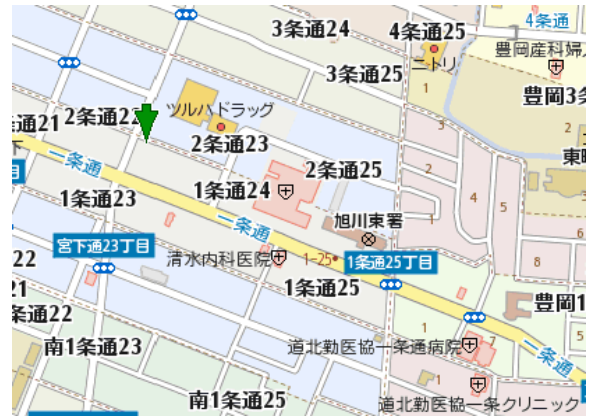 3条通24
4条通25
4条通
豊岡産科婦
3条通25
ニトリ
1
豊岡3条
2条通22
ツルハドラッグ
条通21
2条通23
2
東町
一条通
2条通25
1条通23
1条通24
旭川東署
一条通
宮下通23丁目
清水内科医院
1-25
1条通25丁目
1条通25
豊岡1
条通22
南1条通23
道北勤医協一条通病院
一条通
南1条通25
道北勤医協一条クリニック